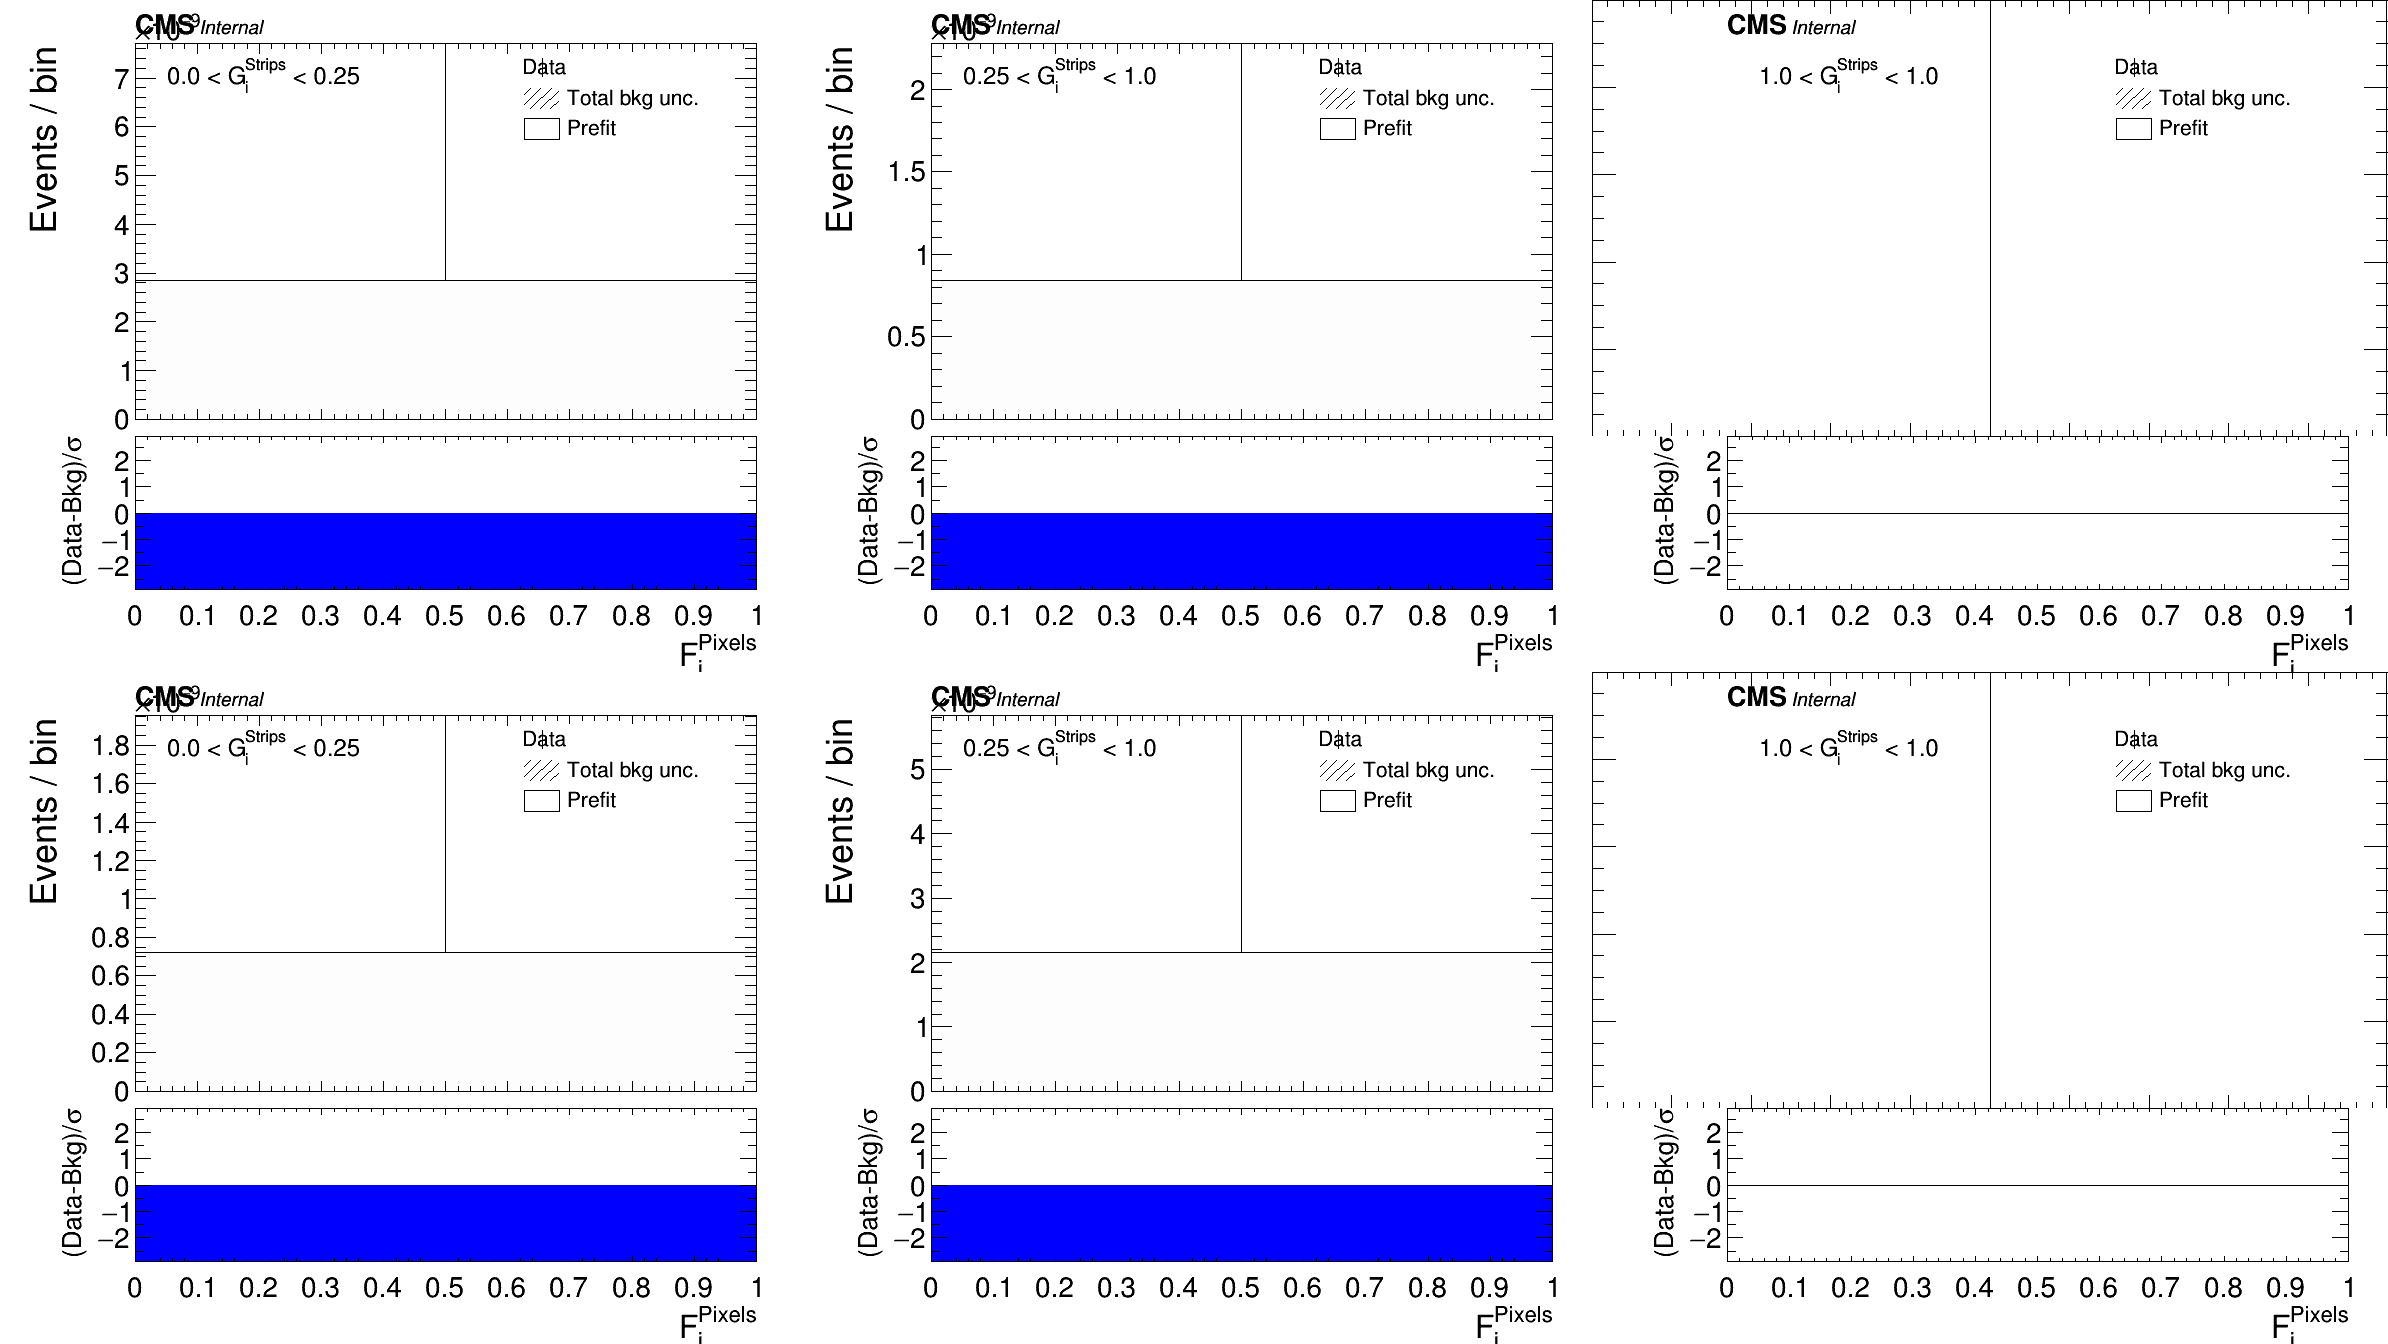 CMS Internal
Events / bin
0.0 < G_i^Strips < 0.25
Data
Total bkg unc.
Prefit
7
6
5
4
3
2
1
0
(Data-Bkg)/σ
2
1
0
−1
−2
0 0.1 0.2 0.3 0.4 0.5 0.6 0.7 0.8 0.9 1
F_i^Pixels
CMS Internal
Events / bin
0.25 < G_i^Strips < 1.0
Data
Total bkg unc.
Prefit
2
1.5
1
0.5
0
(Data-Bkg)/σ
2
1
0
−1
−2
0 0.1 0.2 0.3 0.4 0.5 0.6 0.7 0.8 0.9 1
F_i^Pixels
CMS Internal
1.0 < G_i^Strips < 1.0
Data
Total bkg unc.
Prefit
(Data-Bkg)/σ
2
1
0
−1
−2
0 0.1 0.2 0.3 0.4 0.5 0.6 0.7 0.8 0.9 1
F_i^Pixels
CMS Internal
Events / bin
0.0 < G_i^Strips < 0.25
Data
Total bkg unc.
Prefit
1.8
1.6
1.4
1.2
1
0.8
0.6
0.4
0.2
0
(Data-Bkg)/σ
2
1
0
−1
−2
0 0.1 0.2 0.3 0.4 0.5 0.6 0.7 0.8 0.9 1
F_i^Pixels
CMS Internal
Events / bin
0.25 < G_i^Strips < 1.0
Data
Total bkg unc.
Prefit
5
4
3
2
1
0
(Data-Bkg)/σ
2
1
0
−1
−2
0 0.1 0.2 0.3 0.4 0.5 0.6 0.7 0.8 0.9 1
F_i^Pixels
CMS Internal
1.0 < G_i^Strips < 1.0
Data
Total bkg unc.
Prefit
(Data-Bkg)/σ
2
1
0
−1
−2
0 0.1 0.2 0.3 0.4 0.5 0.6 0.7 0.8 0.9 1
F_i^Pixels